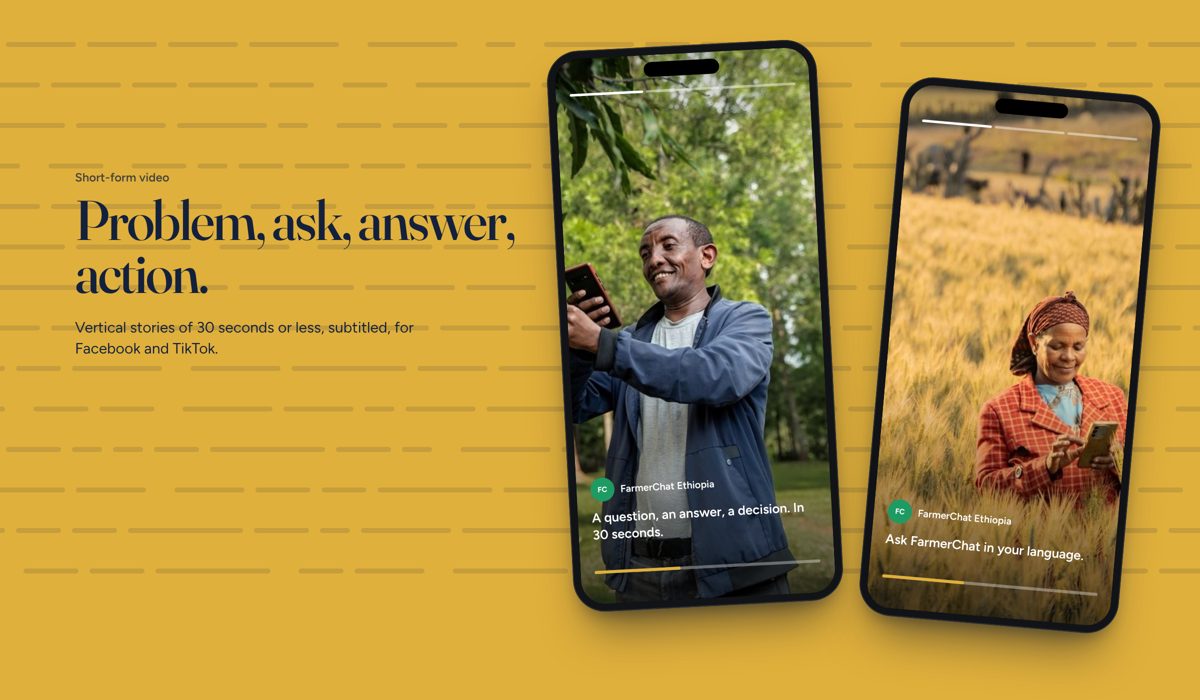 Short-form video
Problem, ask, answer,
action.
Vertical stories of 30 seconds or less, subtitled, for
Facebook and TikTok.
FC
FarmerChat Ethiopia
A question, an answer, a decision. In
30 seconds.
FC
FarmerChat Ethiopia
Ask FarmerChat in your language.